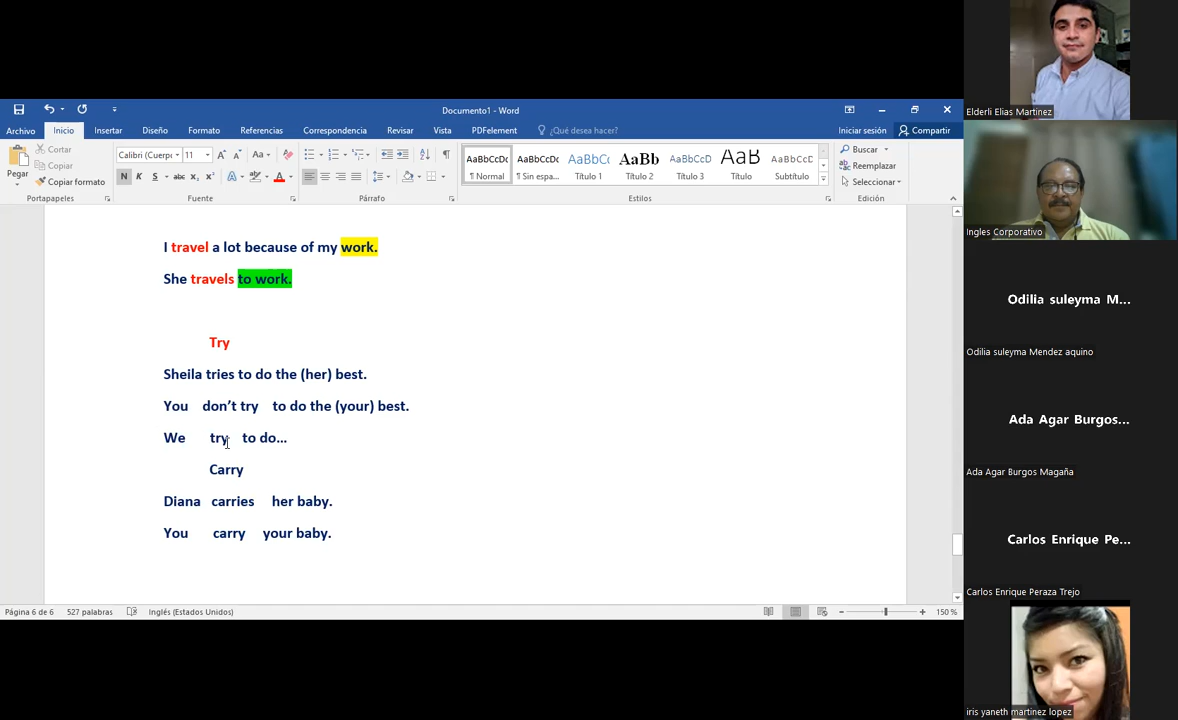 Documento1 - Word
Archivo Inicio Insertar Diseño Formato Referencias Correspondencia Revisar Vista PDFelement ¿Qué desea hacer? Iniciar sesión Compartir
Pegar
Cortar
Copiar
Copiar formato
Calibri (Cuerpo 11
N K S abc x₂ x²
AaBbCcDc AaBbCcDc AaBbCc AaBb AaBbCcD AaB AaBbCcD
¶ Normal ¶ Sin espa... Título 1 Título 2 Título 3 Título Subtítulo
Buscar
Reemplazar
Seleccionar
Portapapeles Fuente Párrafo Estilos Edición
I travel a lot because of my work.
She travels to work.
Try
Sheila tries to do the (her) best.
You don't try to do the (your) best.
We try to do...
Carry
Diana carries her baby.
You carry your baby.
Página 6 de 6 527 palabras Inglés (Estados Unidos) 150 %
Elderli Elias Martinez
Ingles Corporativo
Odilia suleyma M...
Odilia suleyma Mendez aquino
Ada Agar Burgos...
Ada Agar Burgos Magaña
Carlos Enrique Pe...
Carlos Enrique Peraza Trejo
iris yaneth martinez lopez